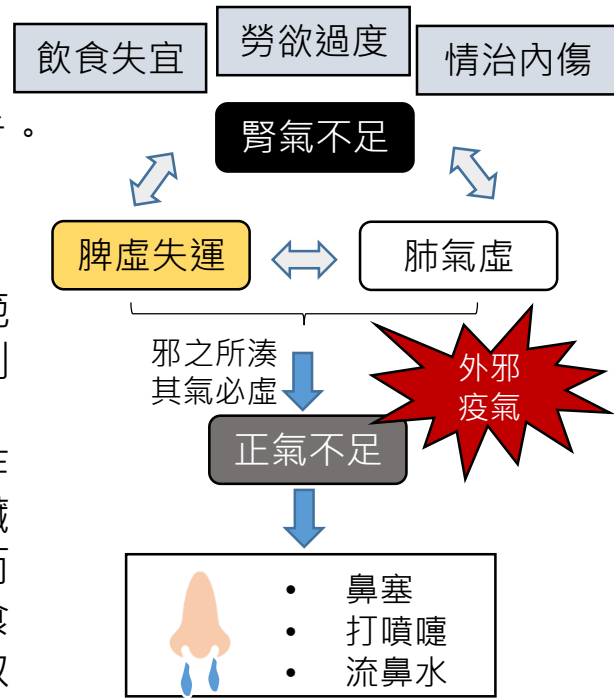 飲食失宜
勞欲過度
情治內傷
。
腎氣不足
脾虛失運
肺氣虛
邪之所湊
其氣必虛
外邪
疫氣
正氣不足
• 鼻塞
• 打噴嚏
• 流鼻水